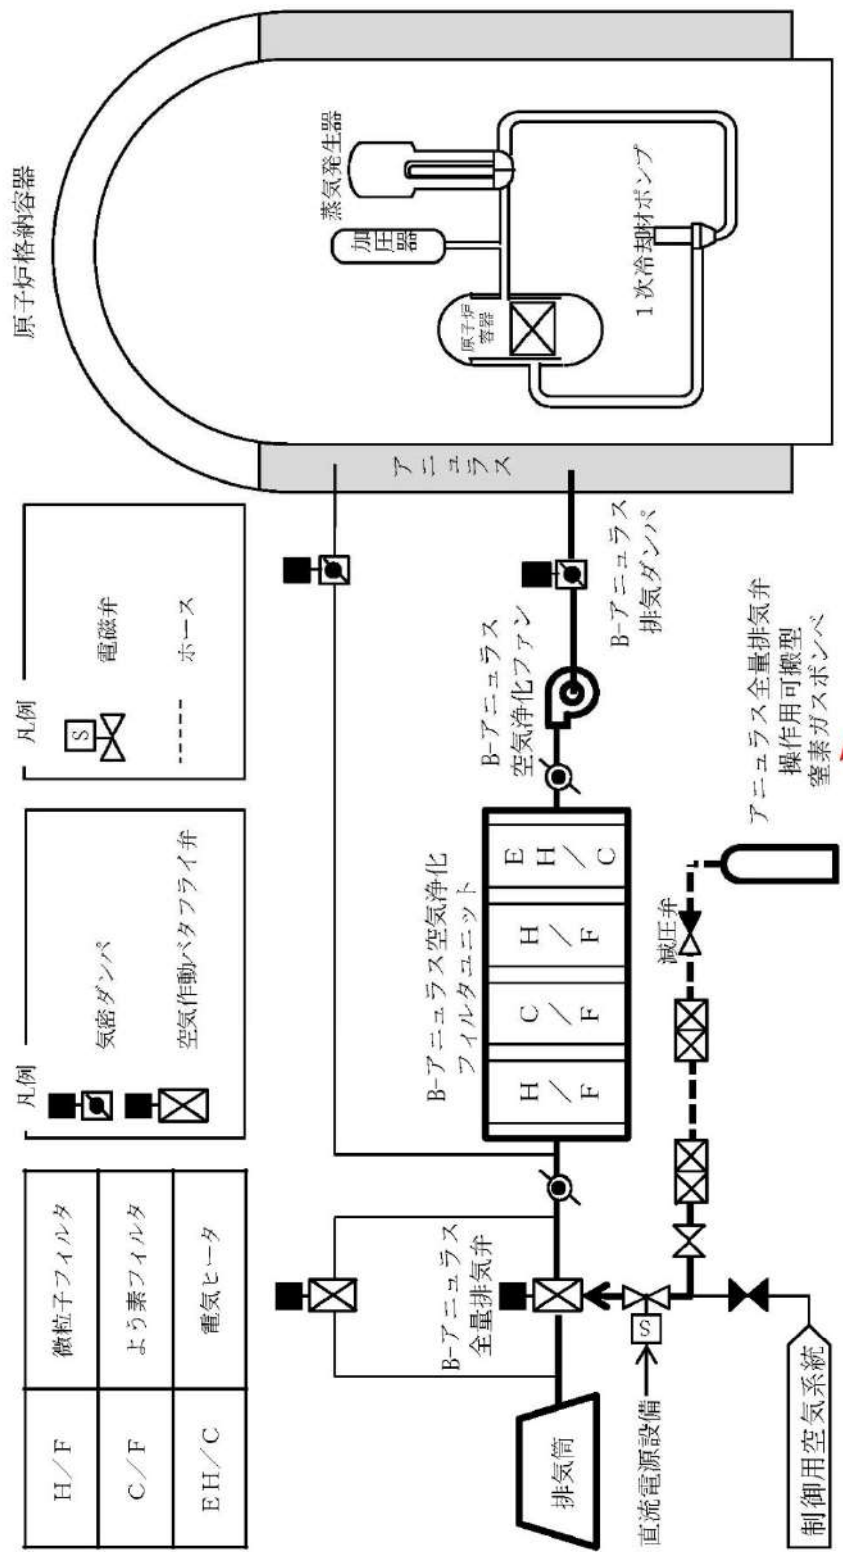 H／F
微粒子フィルタ
C／F
よう素フィルタ
EH／C
電気ヒータ
凡例
気密ダンパ
空気作動バタフライ弁
凡例
S
電磁弁
ホース
原子炉格納容器
蒸気発生器
加圧器
原子炉
容器
1次冷却材ポンプ
アニュラス
B-アニュラス
全量排気弁
B-アニュラス空気浄化
フィルタユニット
B-アニュラス
空気浄化ファン
B-アニュラス
排気ダンパ
H／F
C／F
H／F
EH／C
排気筒
直流電源設備
S
減圧弁
アニュラス全量排気弁
操作用可搬型
窒素ガスボンベ
制御用空気系統